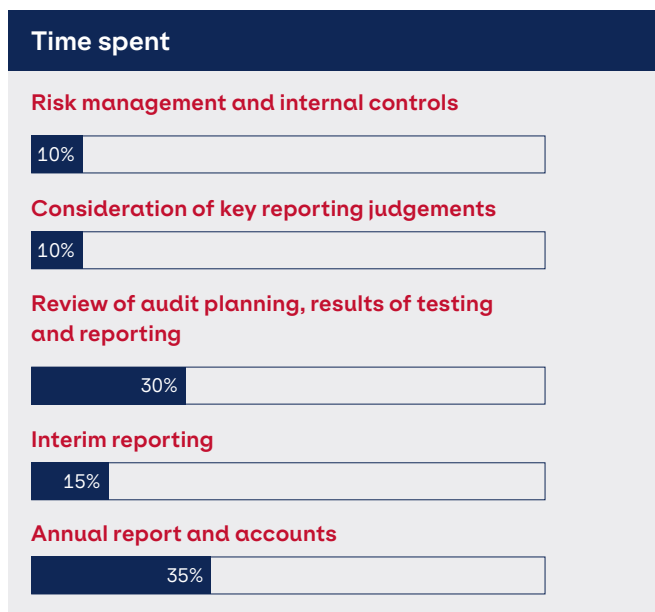 Time spent
Risk management and internal controls
10%
Consideration of key reporting judgements
10%
Review of audit planning, results of testing
and reporting
30%
Interim reporting
15%
Annual report and accounts
35%